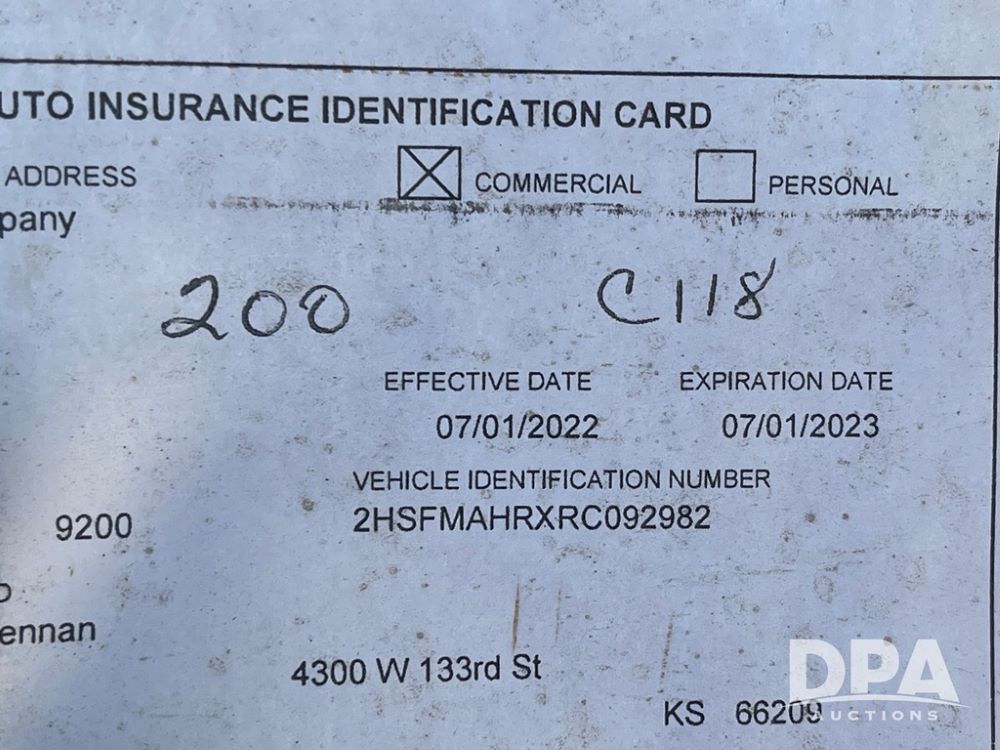 UTO INSURANCE IDENTIFICATION CARD
ADDRESS COMMERCIAL PERSONAL
pany
200 C118
EFFECTIVE DATE EXPIRATION DATE
07/01/2022 07/01/2023
VEHICLE IDENTIFICATION NUMBER
9200 2HSFMAHRXRC092982
ennan
4300 W 133rd St
KS 66209
DPA
AUCTIONS